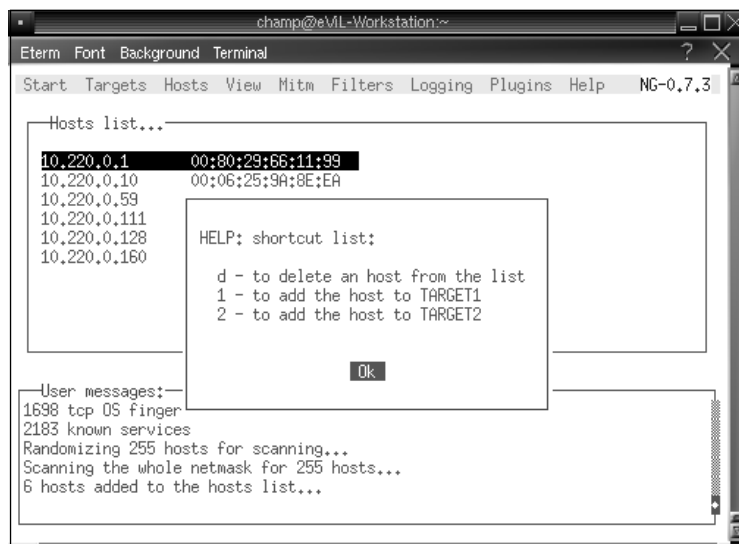 champ@eViL-Workstation:~
Eterm Font Background Terminal ?
Start Targets Hosts View Mitm Filters Logging Plugins Help NG-0.7.3
Hosts list...
10.220.0.1 00:80:29:66:11:99
10.220.0.10 00:06:25:9A:8E:EA
10.220.0.59
10.220.0.111
10.220.0.128
10.220.0.160
HELP: shortcut list:
d - to delete an host from the list
1 - to add the host to TARGET1
2 - to add the host to TARGET2
Ok
User messages:
1698 tcp OS finger
2183 known services
Randomizing 255 hosts for scanning...
Scanning the whole netmask for 255 hosts...
6 hosts added to the hosts list...